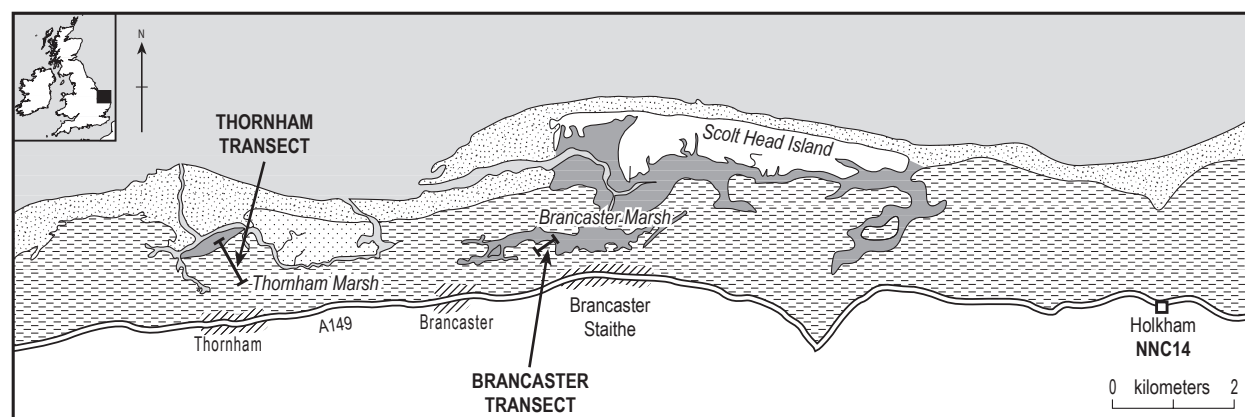 N
THORNHAM
TRANSECT
Scolt Head Island
Brancaster Marsh
Thornham Marsh
A149
Thornham
Brancaster
Brancaster
Staithe
Holkham
NNC14
BRANCASTER
TRANSECT
0 kilometers 2